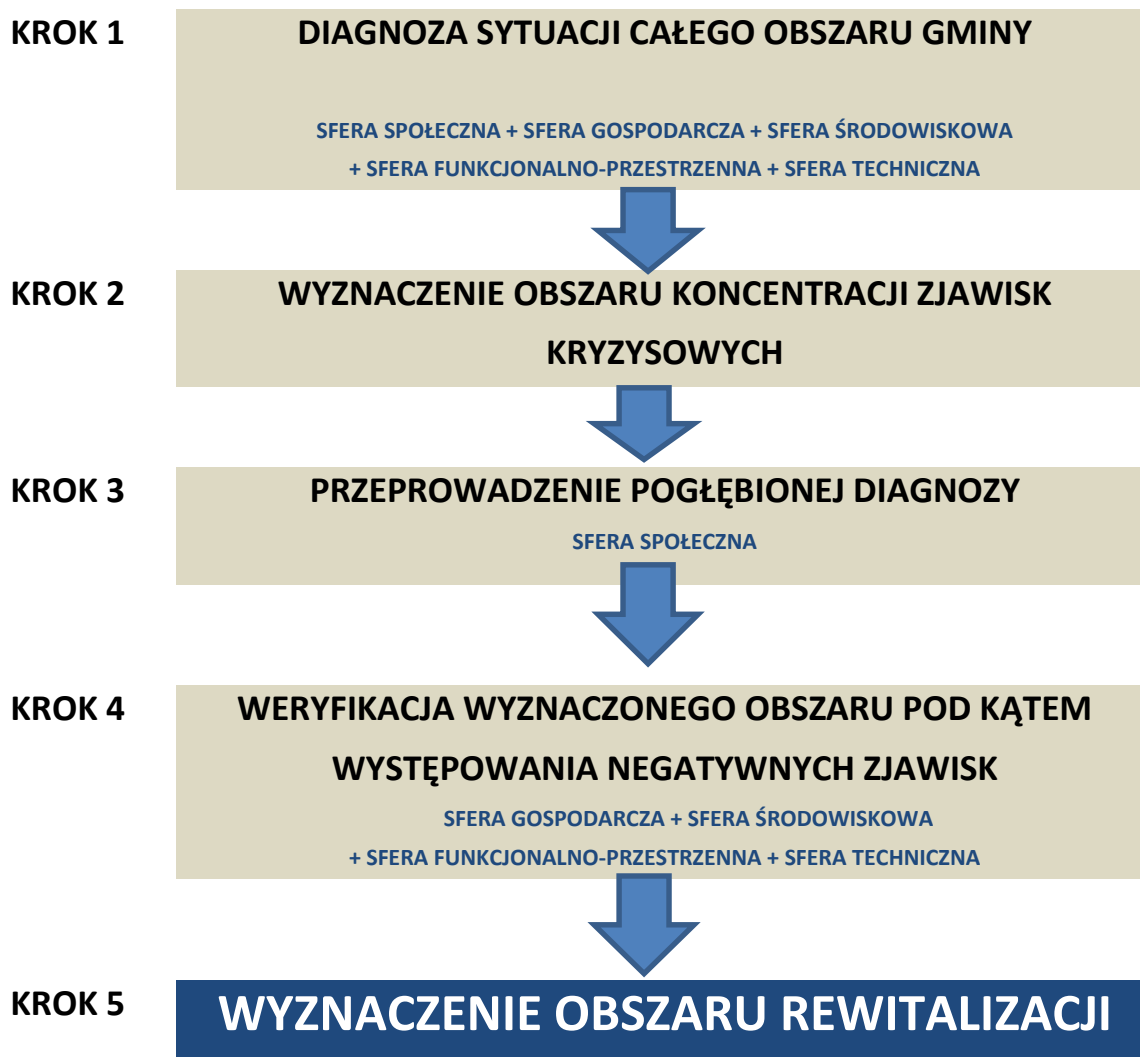 KROK 1
DIAGNOZA SYTUACJI CAŁEGO OBSZARU GMINY
SFERA SPOŁECZNA + SFERA GOSPODARCZA + SFERA ŚRODOWISKOWA
+ SFERA FUNKCJONALNO-PRZESTRZENNA + SFERA TECHNICZNA
KROK 2
WYZNACZENIE OBSZARU KONCENTRACJI ZJAWISK
KRYZYSOWYCH
KROK 3
PRZEPROWADZENIE POGŁĘBIONEJ DIAGNOZY
SFERA SPOŁECZNA
KROK 4
WERYFIKACJA WYZNACZONEGO OBSZARU POD KĄTEM
WYSTĘPOWANIA NEGATYWNYCH ZJAWISK
SFERA GOSPODARCZA + SFERA ŚRODOWISKOWA
+ SFERA FUNKCJONALNO-PRZESTRZENNA + SFERA TECHNICZNA
KROK 5
WYZNACZENIE OBSZARU REWITALIZACJI